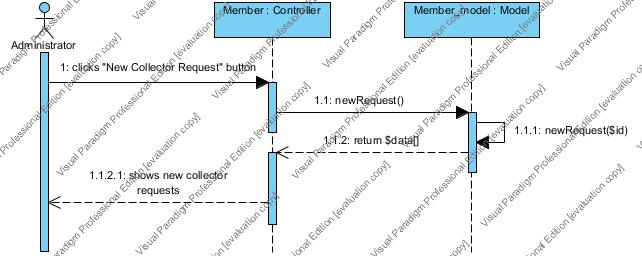 Member : Controller
Member_model : Model
Administrator
1: clicks "New Collector Request" button
1.1: newRequest()
1.1.1: newRequest($id)
1.1.2: return $data[]
1.1.2.1: shows new collector
requests
Visual Paradigm Professional Edition [evaluation copy]